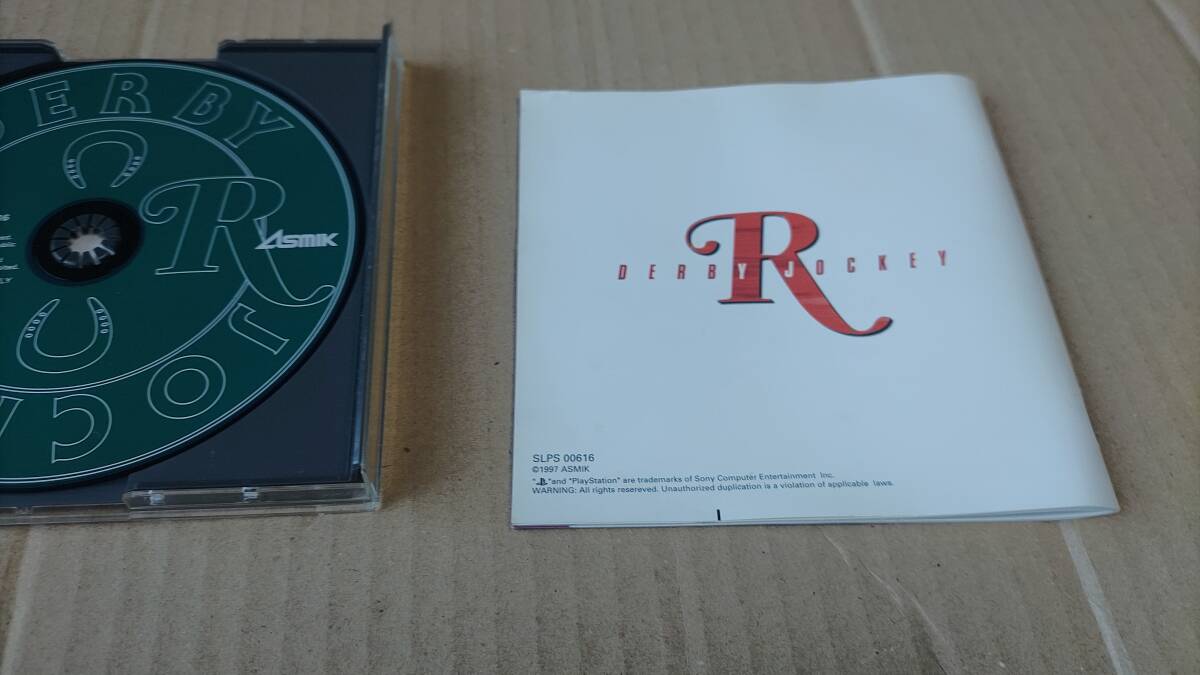 DERBY
R
ASMIK
JOC
R
DERBY JOCKEY
SLPS 00616
©1997 ASMIK
"PS"and "PlayStation" are trademarks of Sony Computer Entertainment Inc.
WARNING: All rights resereved. Unauthorized duplication is a violation of applicable laws.